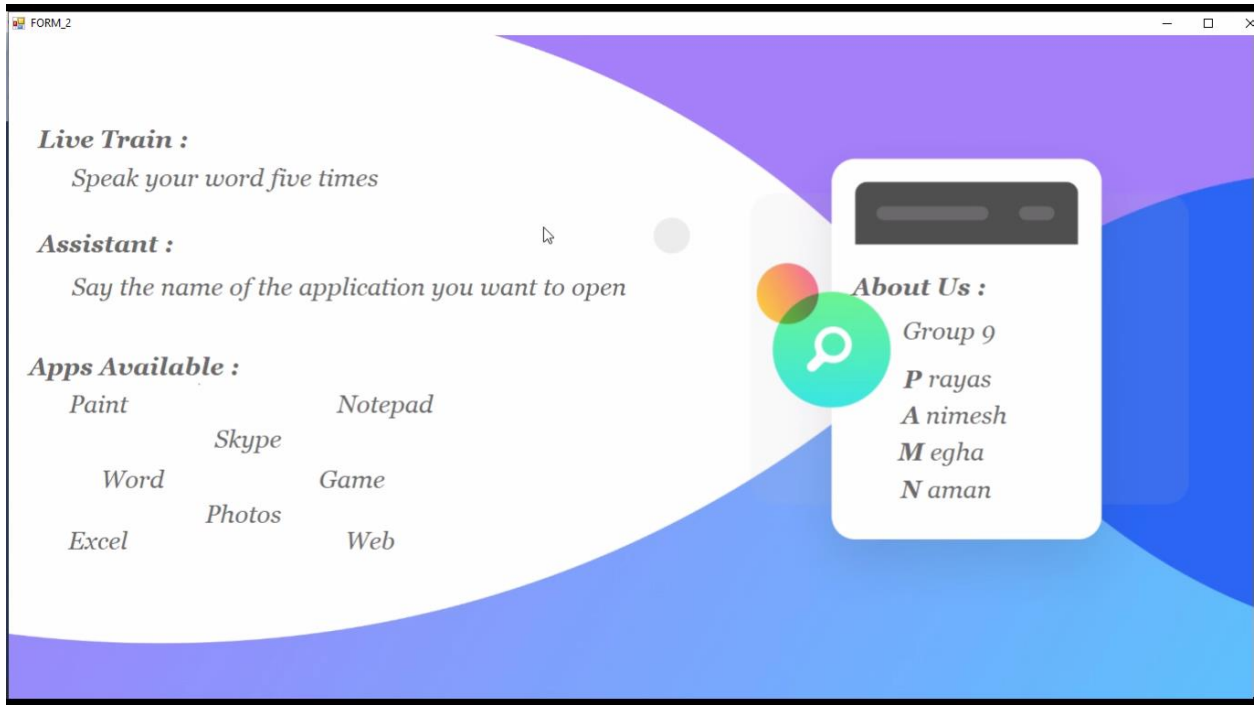 FORM_2
Live Train :
Speak your word five times
Assistant :
Say the name of the application you want to open
Apps Available :
Paint Notepad
Skype
Word Game
Photos
Excel Web
About Us :
Group 9
P rayas
A nimesh
M egha
N aman